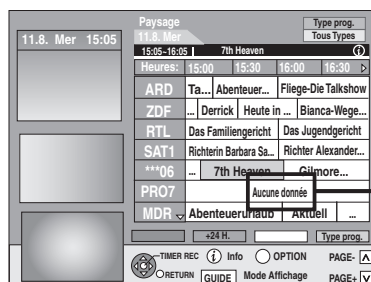 Paysage
Type prog.
11.8. Mer 15:05
11.8. Mer
Tous Types
15:05-16:05 7th Heaven
Heures: 15:00 15:30 16:00 16:30
ARD Ta... Abenteuer... Fliege-Die Talkshow
ZDF ... Derrick Heute in ... Bianca-Wege...
RTL Das Familiengericht Das Jugendgericht
SAT1 Richterin Barbara Sa... Richter Alexander...
***06 ... 7th Heaven Gilmore...
PRO7 Aucune donnée
MDR Abenteuerurlaub Aktuell ...
+24 H. Type prog.
TIMER REC i Info OPTION PAGE-
RETURN GUIDE Mode Affichage PAGE+